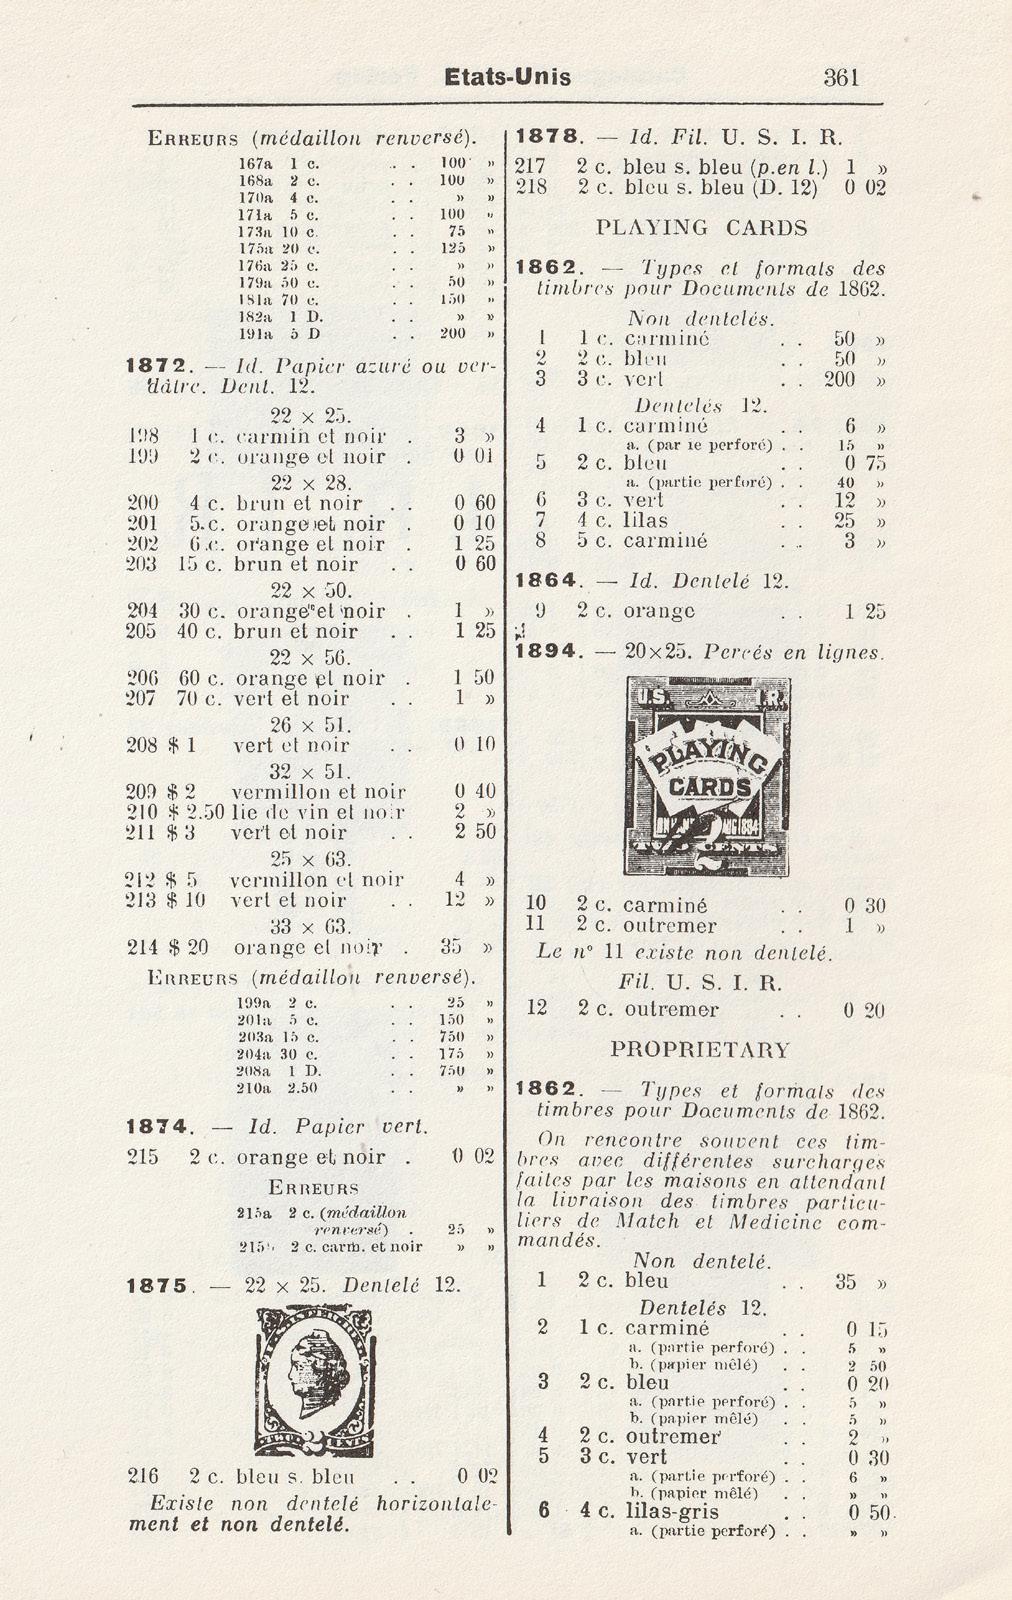 Etats-Unis 361
ERREURS (médaillon renversé).
167a 1 c. . . 100 »
168a 2 c. . . 100 »
170a 4 c. . . » »
171a 5 c. . . 100 »
173a 10 c. . . 75 »
175a 20 c. . . 125 »
176a 25 c. . . » »
179a 50 c. . . 50 »
181a 70 c. . . 150 »
182a 1 D. . . » »
191a 5 D . . 200 »
1872. — Id. Papier azuré ou ver-
dâtre. Dent. 12.
22 × 25.
198 1 c. carmin et noir . 3 »
199 2 c. orange et noir . 0 01
22 × 28.
200 4 c. brun et noir . . 0 60
201 5 c. orange et noir . 0 10
202 6 c. orange et noir . 1 25
203 15 c. brun et noir . . 0 60
22 × 50.
204 30 c. orange et noir . 1 »
205 40 c. brun et noir . . 1 25
22 × 56.
206 60 c. orange et noir . 1 50
207 70 c. vert et noir . . 1 »
26 × 51.
208 $ 1 vert et noir . . 0 10
32 × 51.
209 $ 2 vermillon et noir 0 40
210 $ 2.50 lie de vin et noir 2 »
211 $ 3 vert et noir . . 2 50
25 × 63.
212 $ 5 vermillon et noir 4 »
213 $ 10 vert et noir . . 12 »
33 × 63.
214 $ 20 orange et noir . 35 »
ERREURS (médaillon renversé).
199a 2 c. . . 25 »
201a 5 c. . . 150 »
203a 15 c. . . 750 »
204a 30 c. . . 175 »
208a 1 D. . . 750 »
210a 2.50 . . » »
1874. — Id. Papier vert.
215 2 c. orange et noir . 0 02
ERREURS
215a 2 c. (médaillon
renversé) . 25 »
215b 2 c. carm. et noir » »
1875. — 22 × 25. Dentelé 12.
216 2 c. bleu s. bleu . . 0 02
Existe non dentelé horizontale-
ment et non dentelé.
1878. — Id. Fil. U. S. I. R.
217 2 c. bleu s. bleu (p.en l.) 1 »
218 2 c. bleu s. bleu (D. 12) 0 02
PLAYING CARDS
1862. — Types et formats des
timbres pour Documents de 1862.
Non dentelés.
1 1 c. carminé . . 50 »
2 2 c. bleu . . 50 »
3 3 c. vert . . 200 »
Dentelés 12.
4 1 c. carminé . . 6 »
a. (par ie perforé) . . 15 »
5 2 c. bleu . . 0 75
a. (partie perforé) . . 40 »
6 3 c. vert . . 12 »
7 4 c. lilas . . 25 »
8 5 c. carminé . . 3 »
1864. — Id. Dentelé 12.
9 2 c. orange . . 1 25
1894. — 20×25. Percés en lignes.
U.S. I.R.
PLAYING
CARDS
TWO CENTS
2
10 2 c. carminé . . 0 30
11 2 c. outremer . . 1 »
Le n° 11 existe non dentelé.
Fil. U. S. I. R.
12 2 c. outremer . . 0 20
PROPRIETARY
1862. — Types et formats des
timbres pour Documents de 1862.
On rencontre souvent ces tim-
bres avec différentes surcharges
faites par les maisons en attendant
la livraison des timbres particu-
liers de Match et Medicine com-
mandés.
Non dentelé.
1 2 c. bleu . . 35 »
Dentelés 12.
2 1 c. carminé . . 0 15
a. (partie perforé) . . 5 »
b. (papier mêlé) . . 2 50
3 2 c. bleu . . 0 20
a. (partie perforé) . . 5 »
b. (papier mêlé) . . 5 »
4 2 c. outremer . . 2 »
5 3 c. vert . . 0 30
a. (partie perforé) . . 6 »
b. (papier mêlé) . . » »
6 4 c. lilas-gris . . 0 50
a. (partie perforé) . . » »